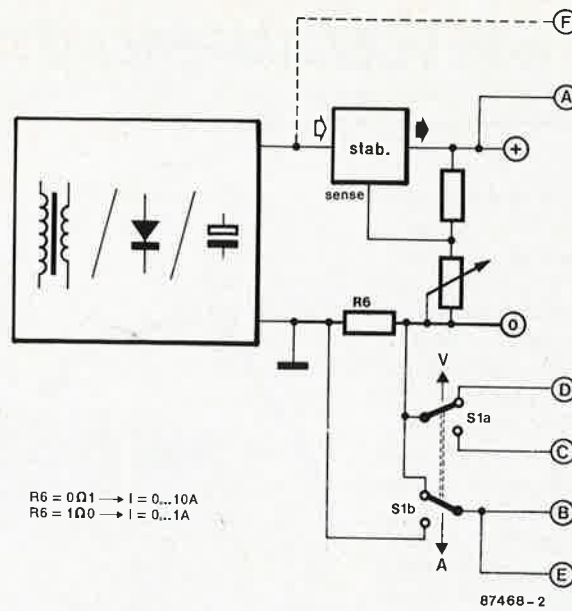 F
A
stab.
+
sense
R6
0
V
D
S1a
C
R6 = 0Ω1 → I = 0...10A
R6 = 1Ω0 → I = 0...1A
S1b
B
A
E
87468-2